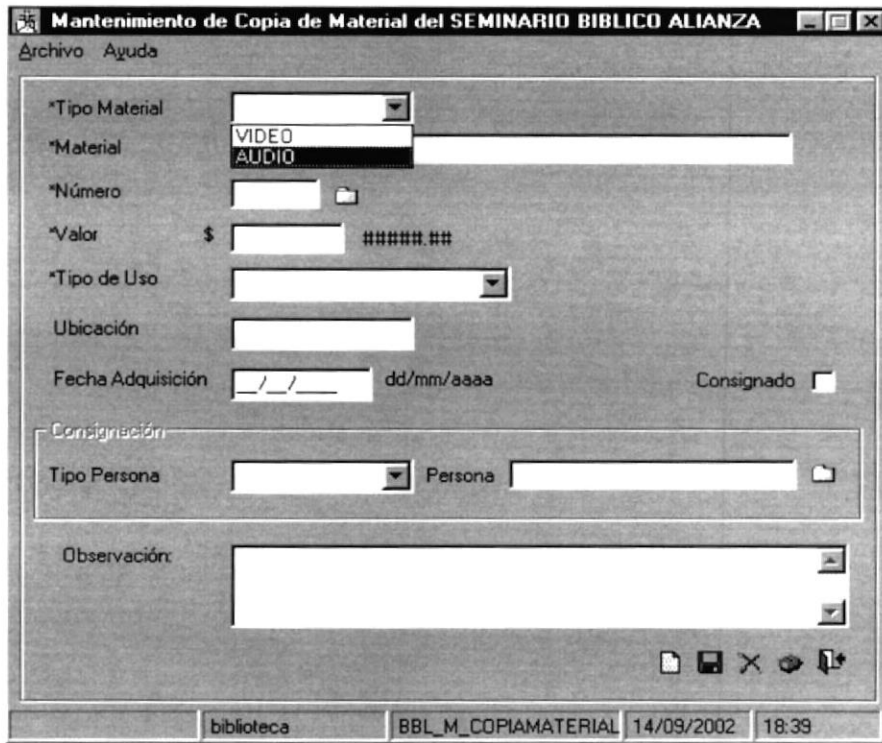 Mantenimiento de Copia de Material del SEMINARIO BIBLICO ALIANZA
Archivo Ayuda
*Tipo Material
VIDEO
*Material
AUDIO
*Número
*Valor $ #####.##
*Tipo de Uso
Ubicación
Fecha Adquisición __/__/____ dd/mm/aaaa Consignado
Consignación
Tipo Persona Persona
Observación:
biblioteca BBL_M_COPIAMATERIAL 14/09/2002 18:39